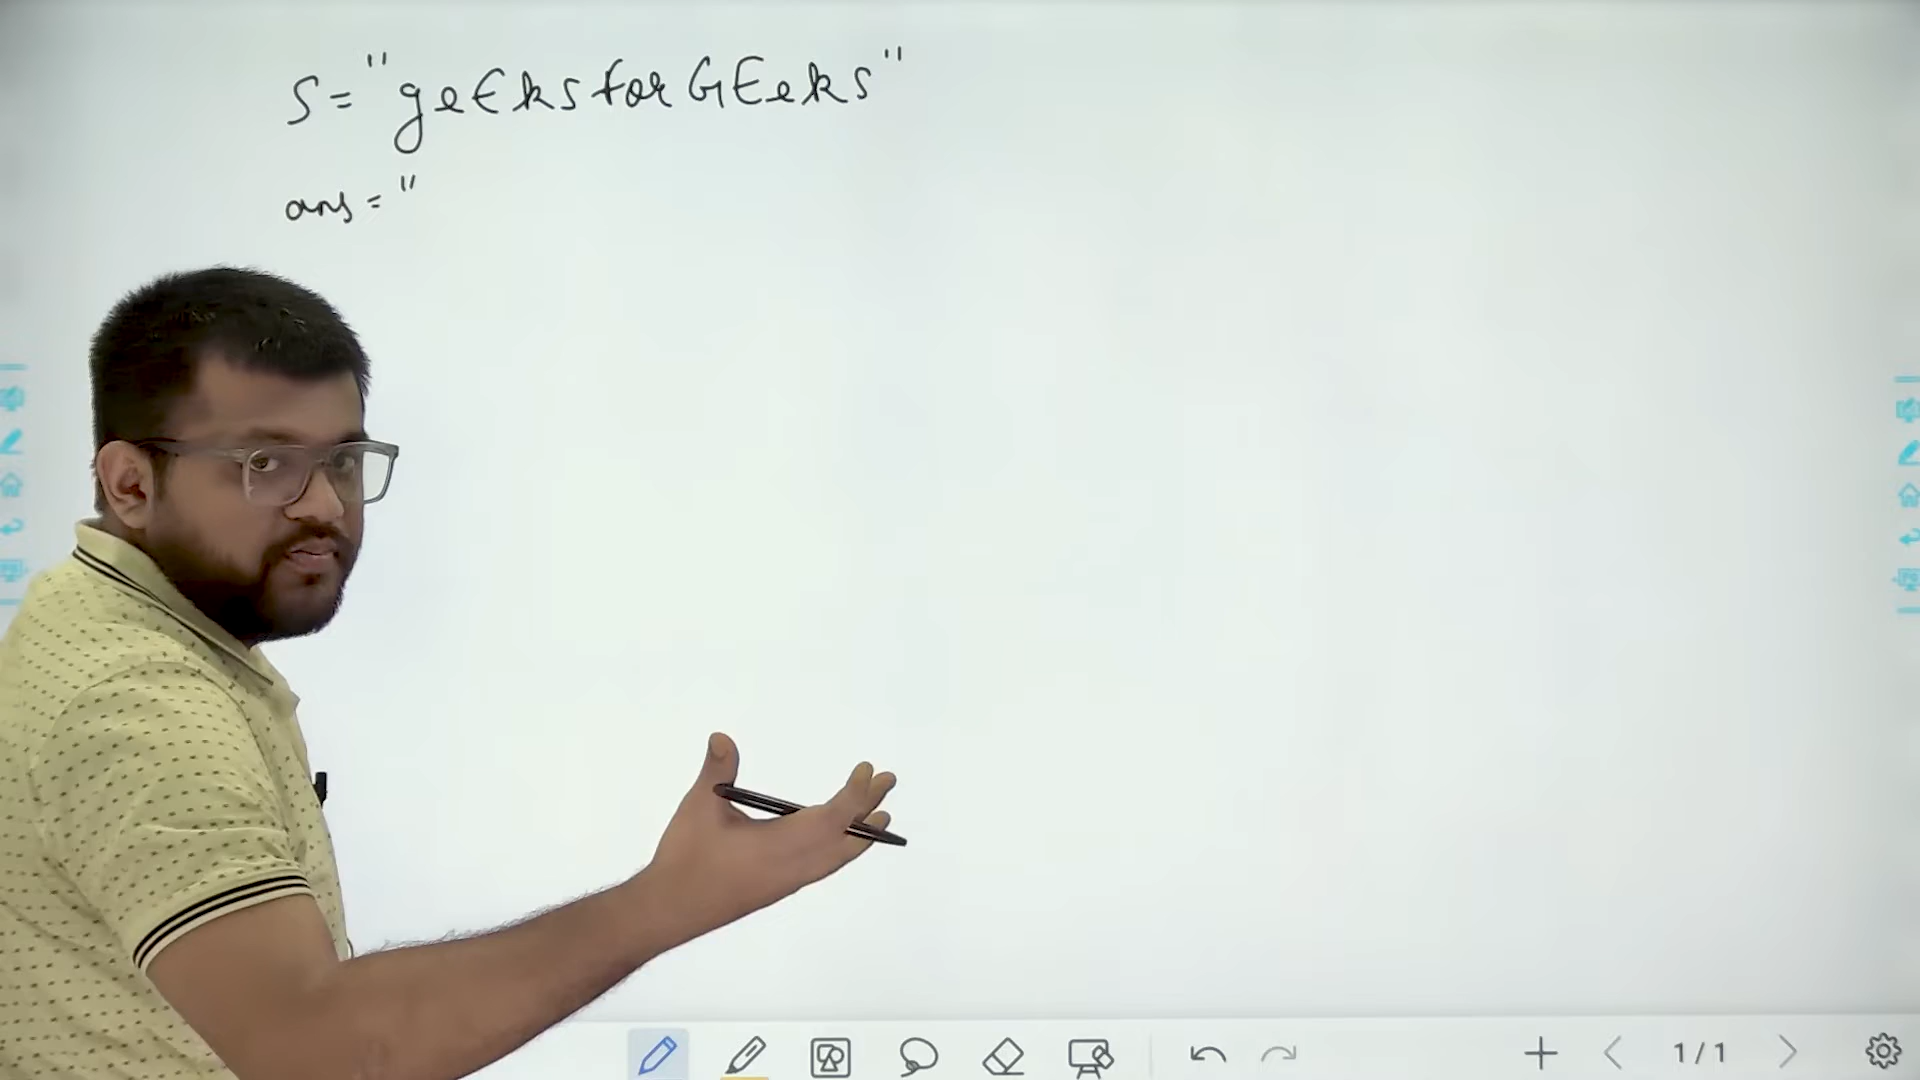 S = "geEksforGEeks"
ans = "
1/1